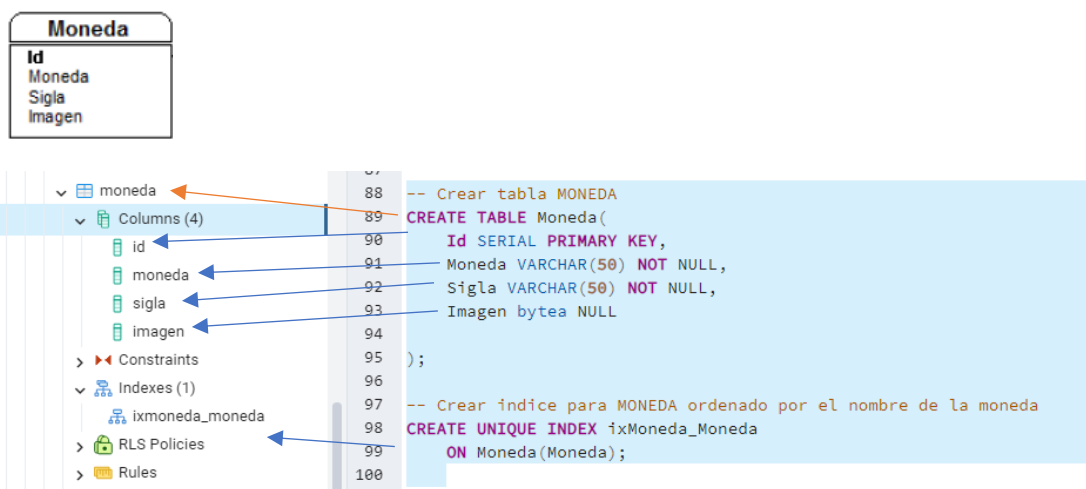 Moneda
Id
Moneda
Sigla
Imagen
moneda
Columns (4)
id
moneda
sigla
imagen
Constraints
Indexes (1)
ixmoneda_moneda
RLS Policies
Rules
88 -- Crear tabla MONEDA
89 CREATE TABLE Moneda(
90 Id SERIAL PRIMARY KEY,
91 Moneda VARCHAR(50) NOT NULL,
92 Sigla VARCHAR(50) NOT NULL,
93 Imagen bytea NULL
94
95 );
96
97 -- Crear indice para MONEDA ordenado por el nombre de la moneda
98 CREATE UNIQUE INDEX ixMoneda_Moneda
99 ON Moneda(Moneda);
100